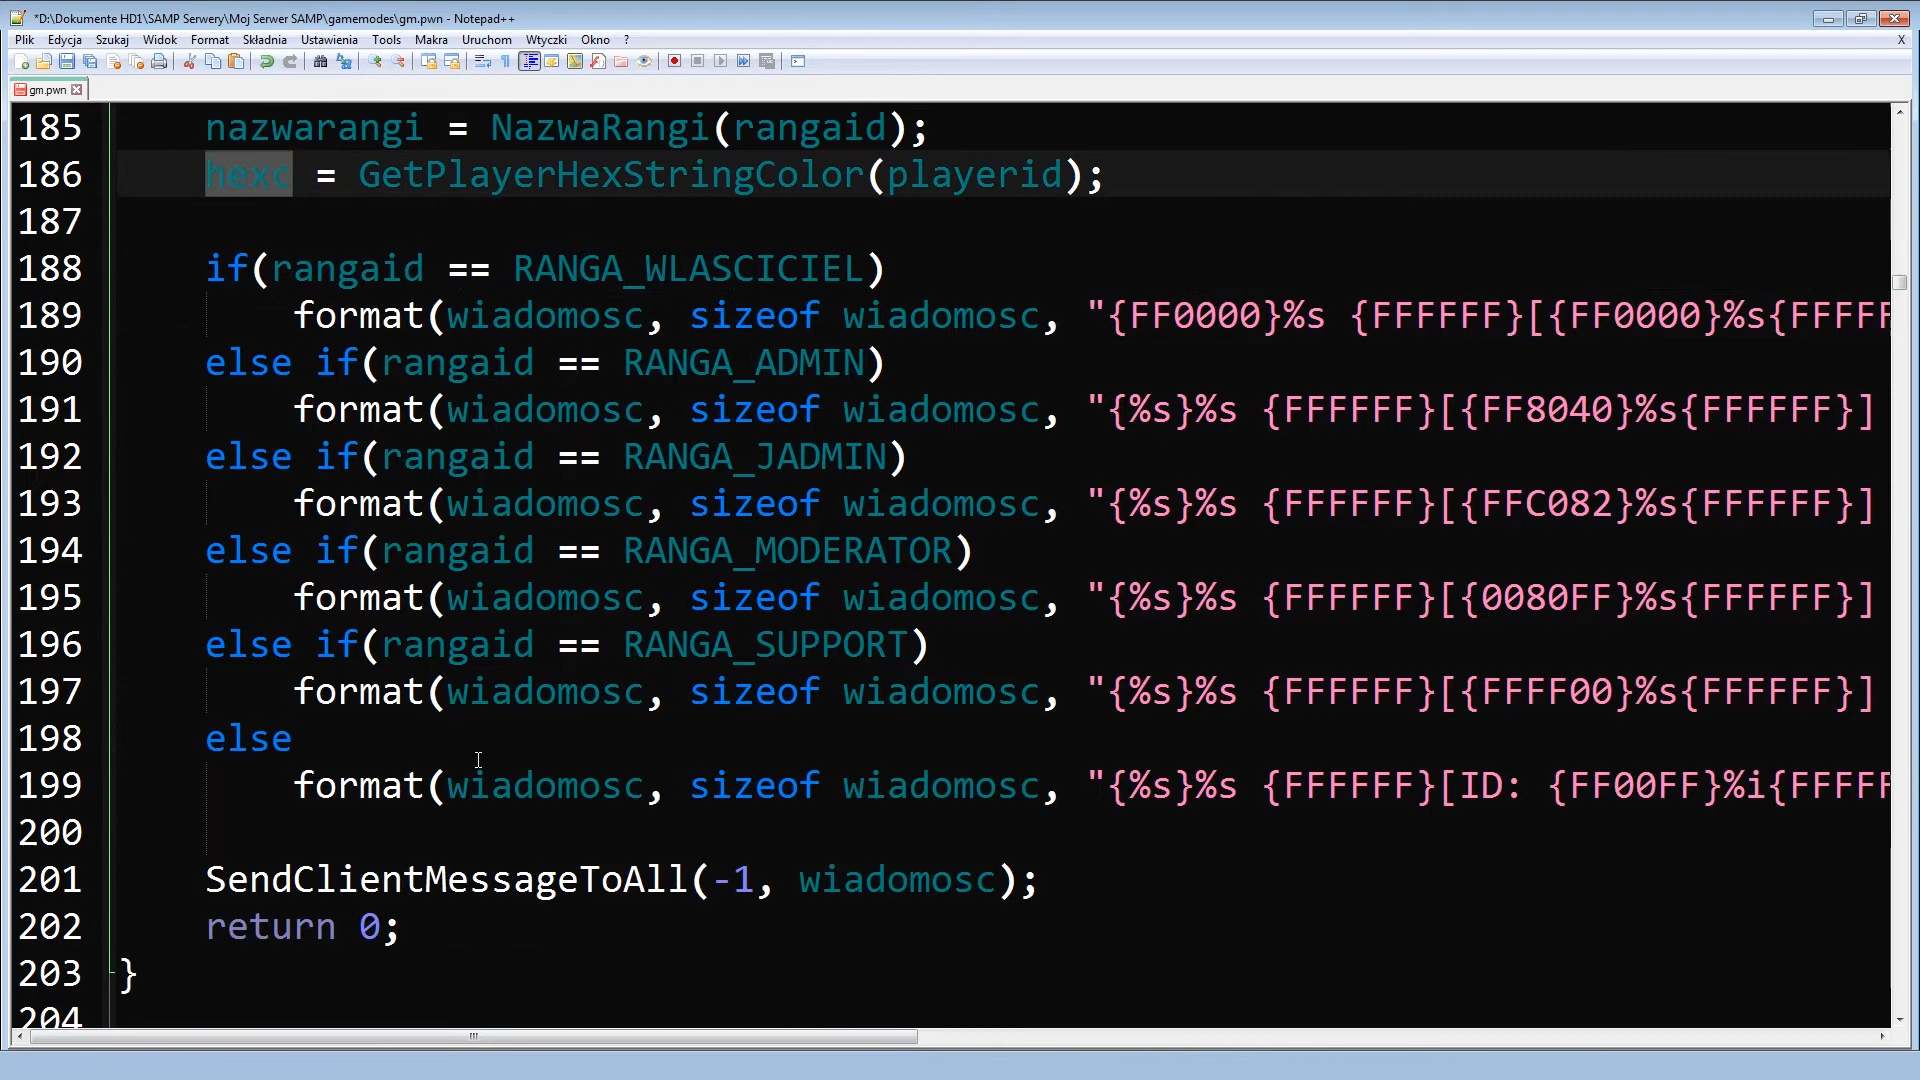 *D:\Dokumente HD1\SAMP Serwery\Moj Serwer SAMP\gamemodes\gm.pwn - Notepad++
Plik Edycja Szukaj Widok Format Składnia Ustawienia Tools Makra Uruchom Wtyczki Okno ? X
gm.pwn
185 nazwarangi = NazwaRangi(rangaid);
186 hexc = GetPlayerHexStringColor(playerid);
187
188 if(rangaid == RANGA_WLASCICIEL)
189 format(wiadomosc, sizeof wiadomosc, "{FF0000}%s {FFFFFF}[{FF0000}%s{FFFFF
190 else if(rangaid == RANGA_ADMIN)
191 format(wiadomosc, sizeof wiadomosc, "{%s}%s {FFFFFF}[{FF8040}%s{FFFFFF}]
192 else if(rangaid == RANGA_JADMIN)
193 format(wiadomosc, sizeof wiadomosc, "{%s}%s {FFFFFF}[{FFC082}%s{FFFFFF}]
194 else if(rangaid == RANGA_MODERATOR)
195 format(wiadomosc, sizeof wiadomosc, "{%s}%s {FFFFFF}[{0080FF}%s{FFFFFF}]
196 else if(rangaid == RANGA_SUPPORT)
197 format(wiadomosc, sizeof wiadomosc, "{%s}%s {FFFFFF}[{FFFF00}%s{FFFFFF}]
198 else
199 format(wiadomosc, sizeof wiadomosc, "{%s}%s {FFFFFF}[ID: {FF00FF}%i{FFFFF
200
201 SendClientMessageToAll(-1, wiadomosc);
202 return 0;
203 }
204